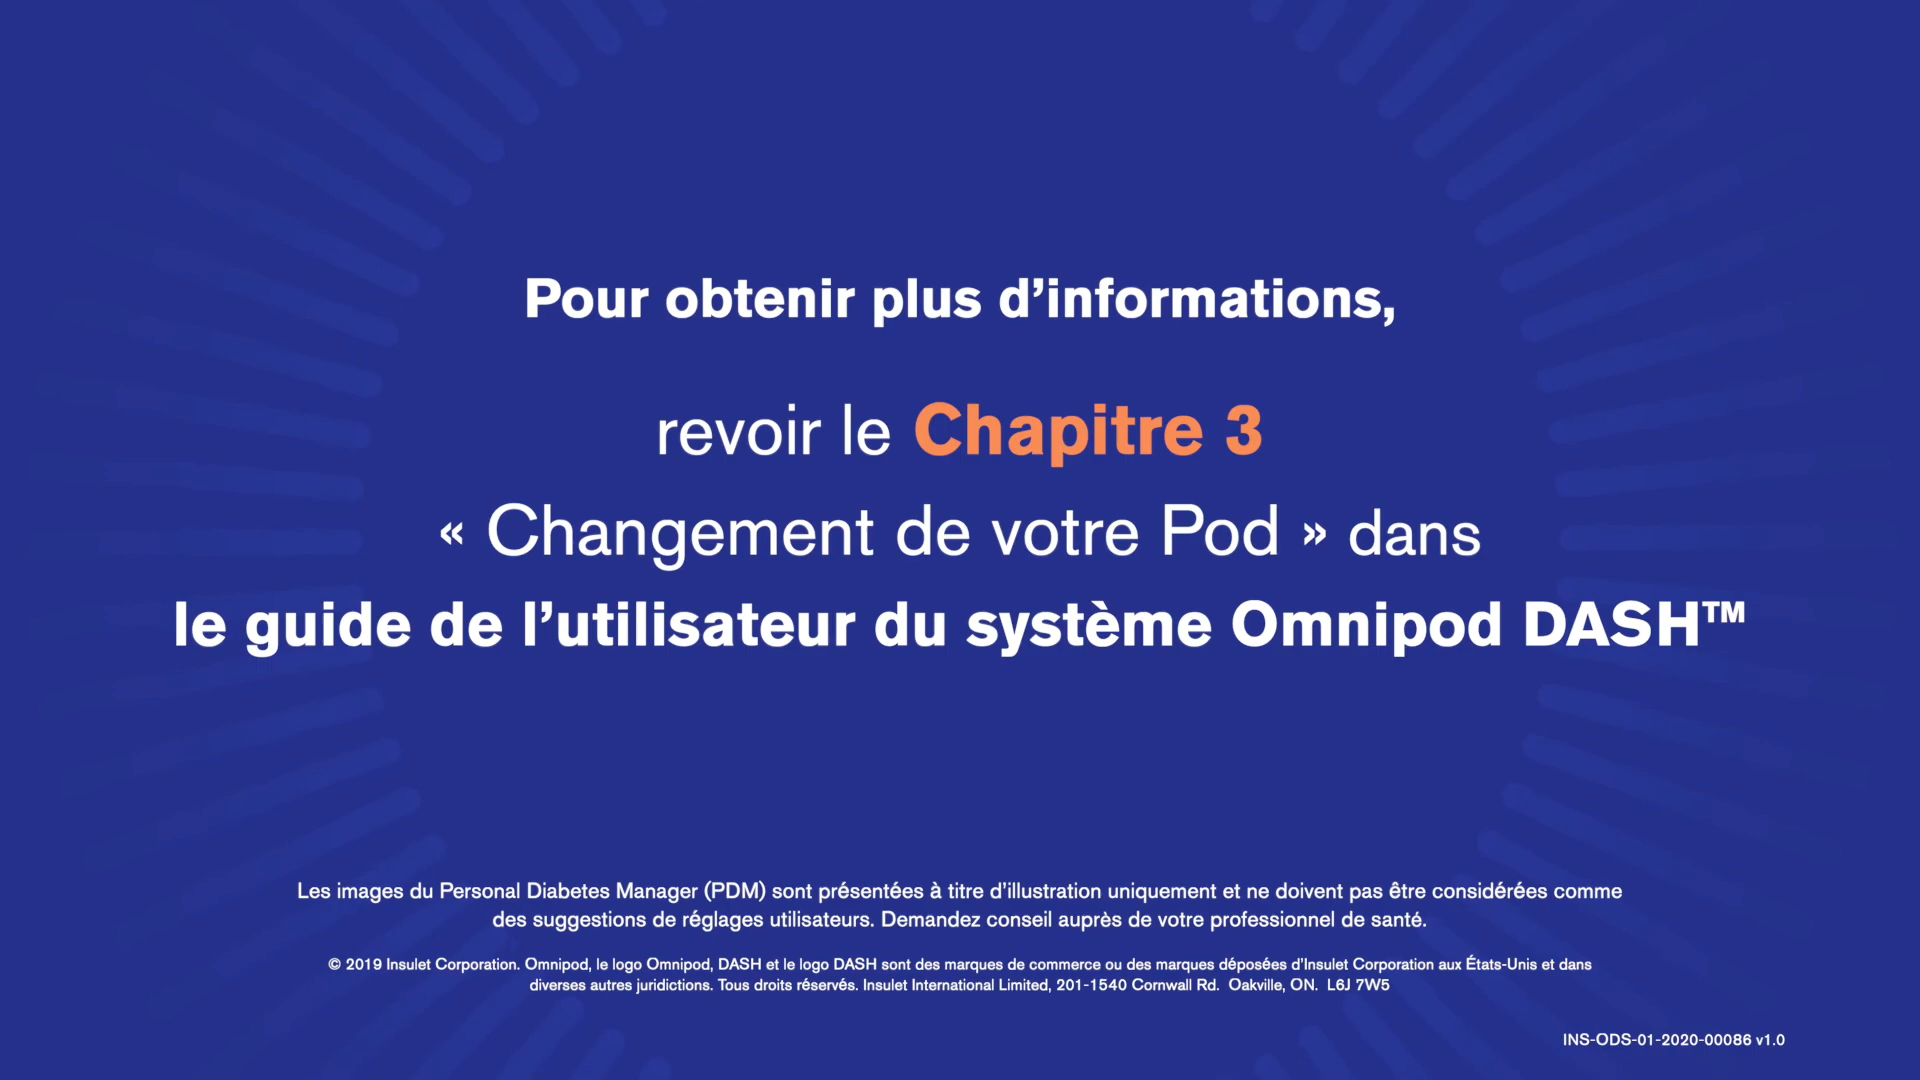 Pour obtenir plus d’informations,
revoir le Chapitre 3
« Changement de votre Pod » dans
le guide de l’utilisateur du système Omnipod DASH™
Les images du Personal Diabetes Manager (PDM) sont présentées à titre d’illustration uniquement et ne doivent pas être considérées comme
des suggestions de réglages utilisateurs. Demandez conseil auprès de votre professionnel de santé.
© 2019 Insulet Corporation. Omnipod, le logo Omnipod, DASH et le logo DASH sont des marques de commerce ou des marques déposées d’Insulet Corporation aux États-Unis et dans
diverses autres juridictions. Tous droits réservés. Insulet International Limited, 201-1540 Cornwall Rd. Oakville, ON. L6J 7W5
INS-ODS-01-2020-00086 v1.0